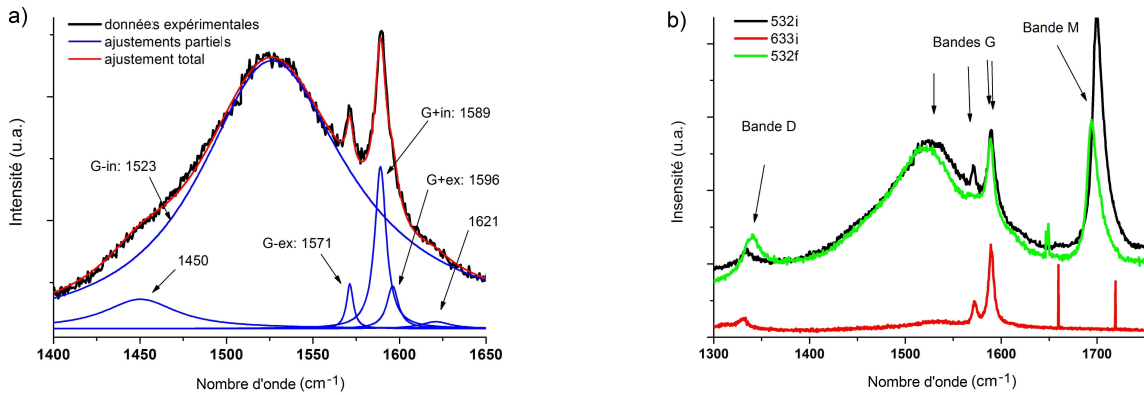 a)
données expérimentales
ajustements partiels
ajustement total
G+in: 1589
G-in: 1523
G+ex: 1596
1621
G-ex: 1571
1450
Intensité (u.a.)
1400
1450
1500
1550
1600
1650
Nombre d'onde (cm⁻¹)
b)
532i
633i
532f
Bandes G
Bande M
Bande D
Insensité (u.a.)
1300
1400
1500
1600
1700
Nombre d'onde (cm⁻¹)